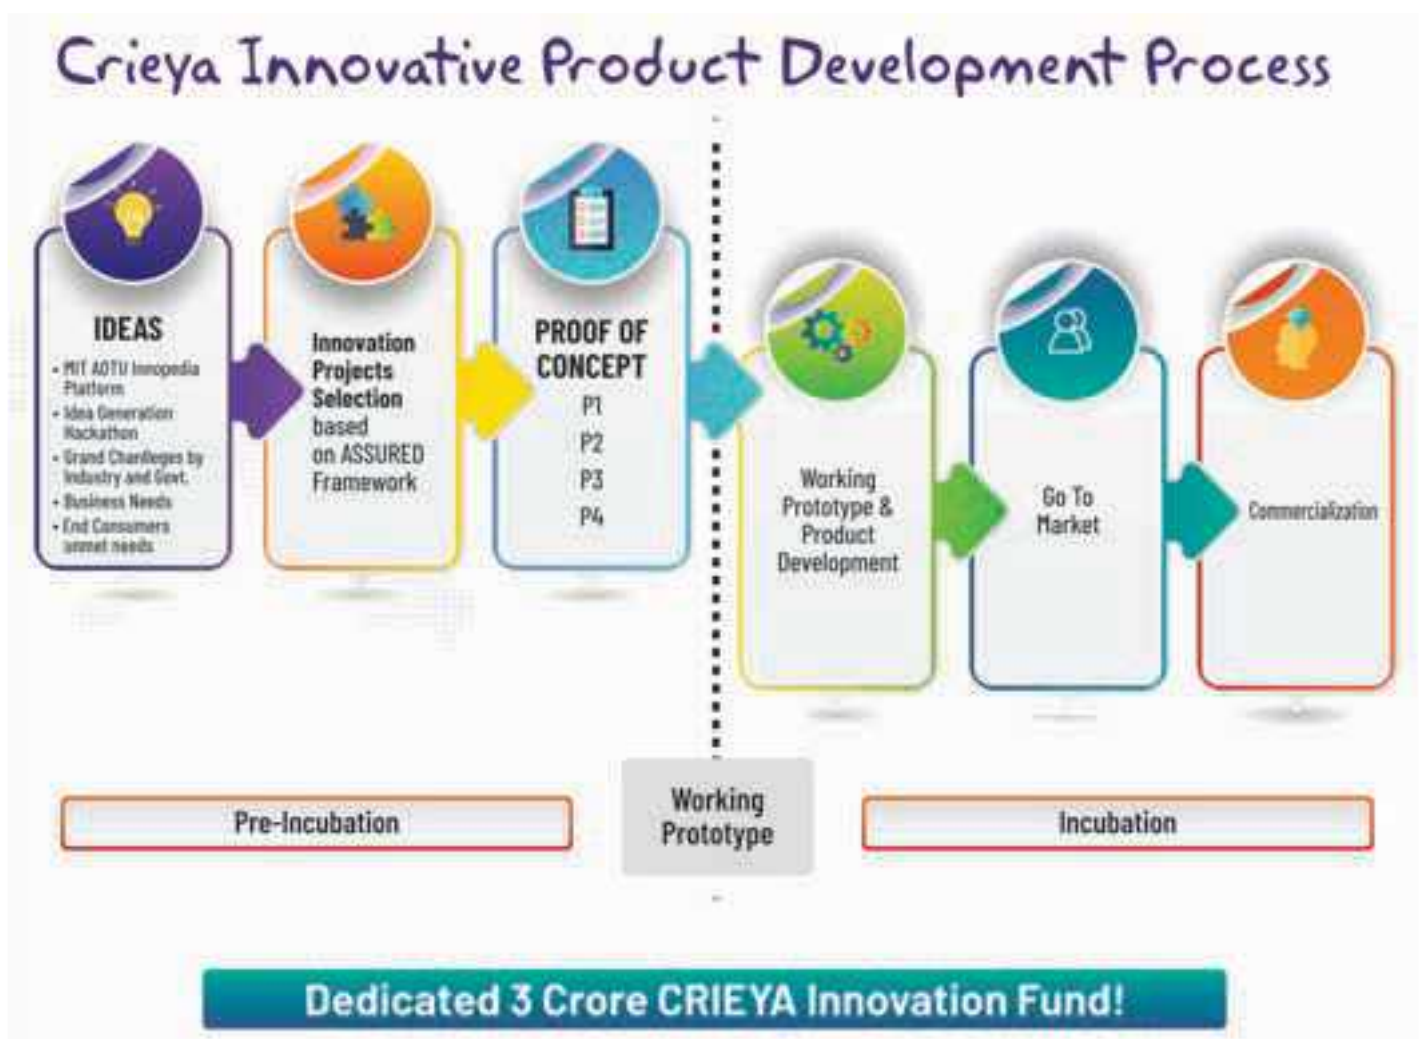 Crieya Innovative Product Development Process
IDEAS
• MIT ADTU Innopedia
Platform
• Idea Generation
Hackathon
• Grand Chanlleges by
Industry and Govt.
• Business Needs
• End Consumers
unmet needs
Innovation
Projects
Selection
based
on ASSURED
Framework
PROOF OF
CONCEPT
P1
P2
P3
P4
Working
Prototype &
Product
Development
Go To
Market
Commercialization
Pre-Incubation
Working
Prototype
Incubation
Dedicated 3 Crore CRIEYA Innovation Fund!